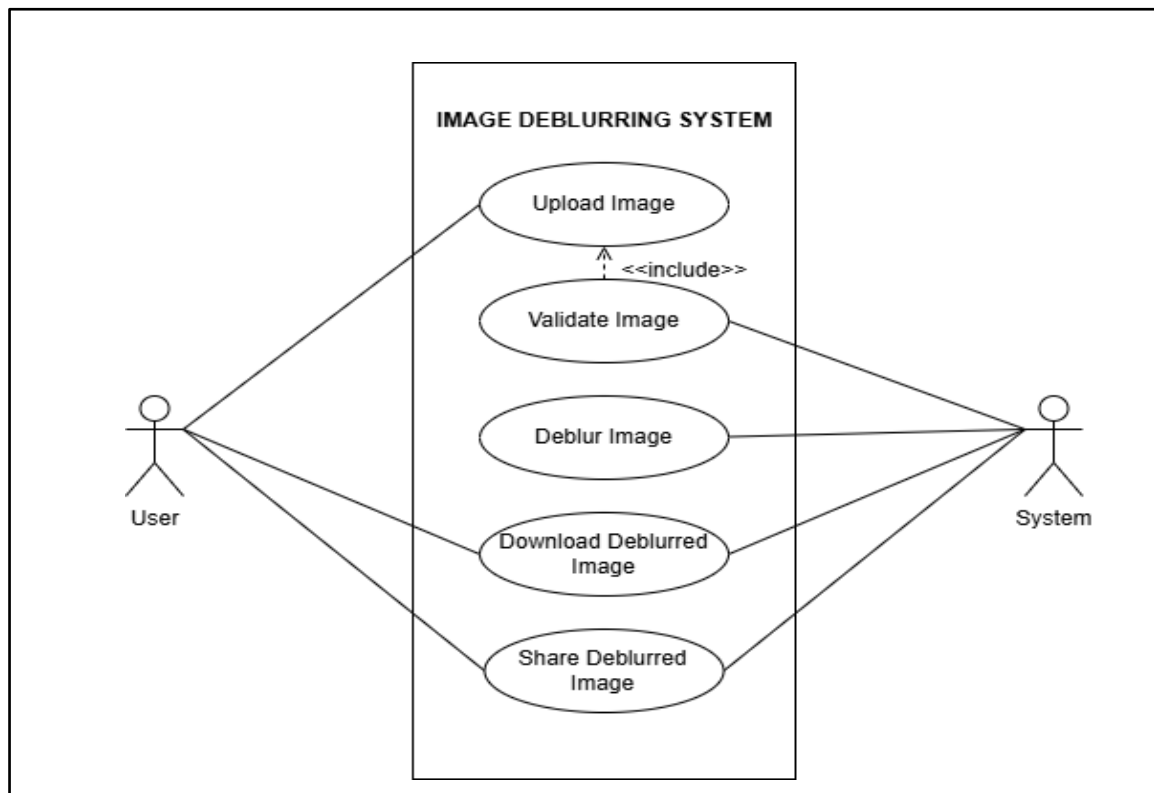 IMAGE DEBLURRING SYSTEM
Upload Image
<<include>>
Validate Image
Deblur Image
User
System
Download Deblurred
Image
Share Deblurred
Image